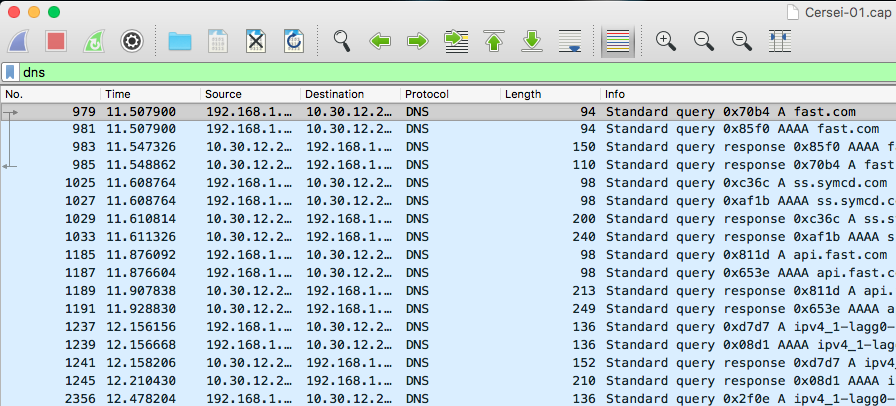 Cersei-01.cap
dns
No. Time Source Destination Protocol Length Info
979 11.507900 192.168.1.... 10.30.12.2... DNS 94 Standard query 0x70b4 A fast.com
981 11.507900 192.168.1.... 10.30.12.2... DNS 94 Standard query 0x85f0 AAAA fast.com
983 11.547326 10.30.12.2... 192.168.1.... DNS 150 Standard query response 0x85f0 AAAA f
985 11.548862 10.30.12.2... 192.168.1.... DNS 110 Standard query response 0x70b4 A fast
1025 11.608764 192.168.1.... 10.30.12.2... DNS 98 Standard query 0xc36c A ss.symcd.com
1027 11.608764 192.168.1.... 10.30.12.2... DNS 98 Standard query 0xaf1b AAAA ss.symcd.c
1029 11.610814 10.30.12.2... 192.168.1.... DNS 200 Standard query response 0xc36c A ss.s
1033 11.611326 10.30.12.2... 192.168.1.... DNS 240 Standard query response 0xaf1b AAAA s
1185 11.876092 192.168.1.... 10.30.12.2... DNS 98 Standard query 0x811d A api.fast.com
1187 11.876604 192.168.1.... 10.30.12.2... DNS 98 Standard query 0x653e AAAA api.fast.c
1189 11.907838 10.30.12.2... 192.168.1.... DNS 213 Standard query response 0x811d A api.
1191 11.928830 10.30.12.2... 192.168.1.... DNS 249 Standard query response 0x653e AAAA a
1237 12.156156 192.168.1.... 10.30.12.2... DNS 136 Standard query 0xd7d7 A ipv4_1-lagg0-
1239 12.156668 192.168.1.... 10.30.12.2... DNS 136 Standard query 0x08d1 AAAA ipv4_1-lag
1241 12.158206 10.30.12.2... 192.168.1.... DNS 152 Standard query response 0xd7d7 A ipv4
1245 12.210430 10.30.12.2... 192.168.1.... DNS 210 Standard query response 0x08d1 AAAA i
2356 12.478204 192.168.1.... 10.30.12.2... DNS 136 Standard query 0x2f0e A ipv4_1-lagg0-